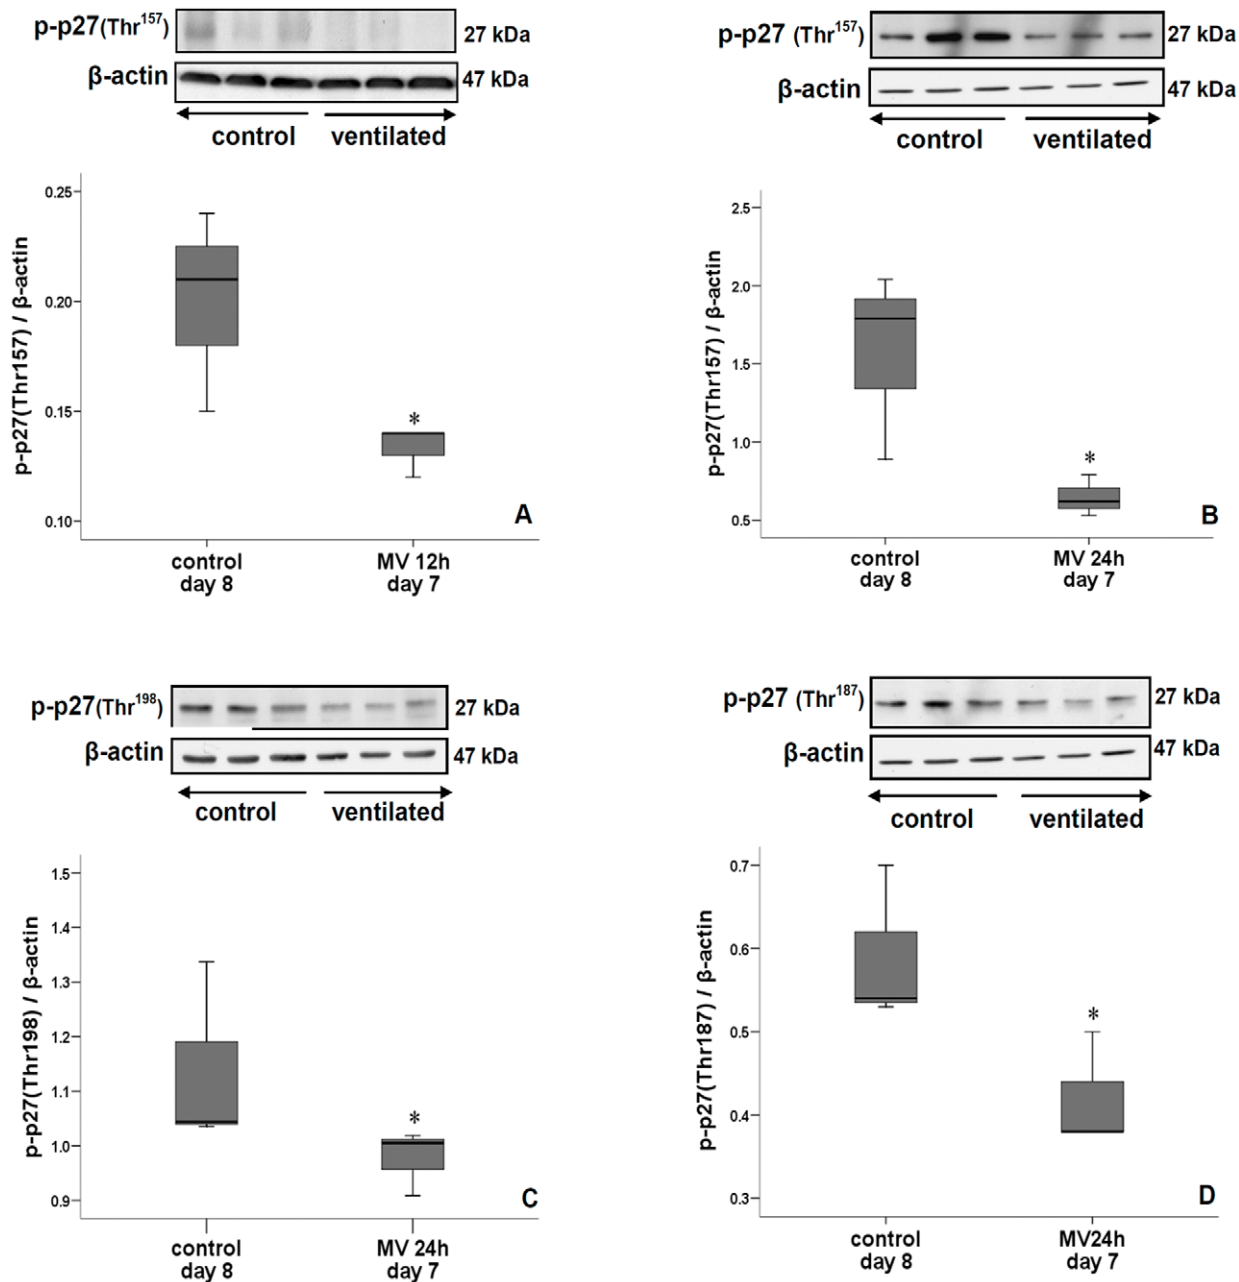 p-p27(Thr157) 27 kDa
β-actin 47 kDa
control ventilated
p-p27(Thr157) / β-actin
0.25
0.20
0.15
0.10
*
A
control MV 12h
day 8 day 7
p-p27 (Thr157) 27 kDa
β-actin 47 kDa
control ventilated
p-p27(Thr157) / β-actin
2.5
2.0
1.5
1.0
0.5
*
B
control MV 24h
day 8 day 7
p-p27(Thr198) 27 kDa
β-actin 47 kDa
control ventilated
p-p27(Thr198) / β-actin
1.5
1.4
1.3
1.2
1.1
1.0
0.9
*
C
control MV 24h
day 8 day 7
p-p27 (Thr187) 27 kDa
β-actin 47 kDa
control ventilated
p-p27(Thr187) / β-actin
0.7
0.6
0.5
0.4
0.3
*
D
control MV24h
day 8 day 7